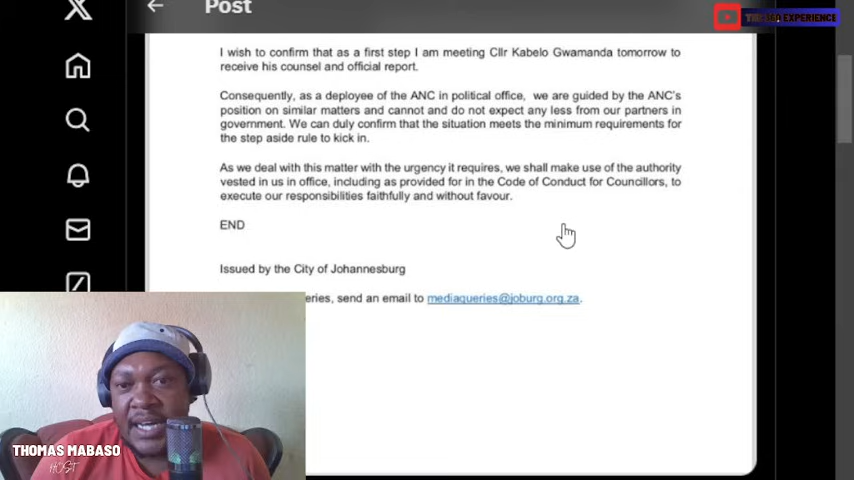 Post
THE IAB EXPERIENCE
I wish to confirm that as a first step I am meeting Cllr Kabelo Gwamanda tomorrow to
receive his counsel and official report.
Consequently, as a deployee of the ANC in political office, we are guided by the ANC's
position on similar matters and cannot and do not expect any less from our partners in
government. We can duly confirm that the situation meets the minimum requirements for
the step aside rule to kick in.
As we deal with this matter with the urgency it requires, we shall make use of the authority
vested in us in office, including as provided for in the Code of Conduct for Councillors, to
execute our responsibilities faithfully and without favour.
END
Issued by the City of Johannesburg
eries, send an email to mediaqueries@joburg.org.za.
THOMAS MABASO
HOST